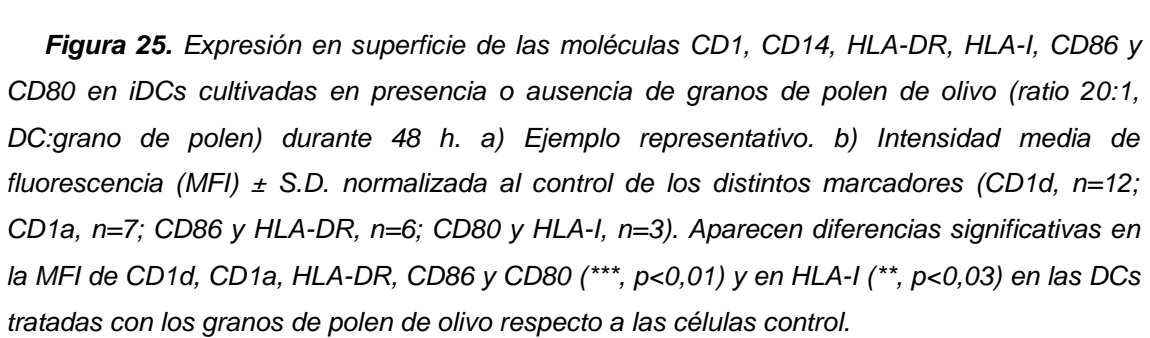 Figura 25. Expresión en superficie de las moléculas CD1, CD14, HLA-DR, HLA-I, CD86 y
CD80 en iDCs cultivadas en presencia o ausencia de granos de polen de olivo (ratio 20:1,
DC:grano de polen) durante 48 h. a) Ejemplo representativo. b) Intensidad media de
fluorescencia (MFI) ± S.D. normalizada al control de los distintos marcadores (CD1d, n=12;
CD1a, n=7; CD86 y HLA-DR, n=6; CD80 y HLA-I, n=3). Aparecen diferencias significativas en
la MFI de CD1d, CD1a, HLA-DR, CD86 y CD80 (***, p<0,01) y en HLA-I (**, p<0,03) en las DCs
tratadas con los granos de polen de olivo respecto a las células control.